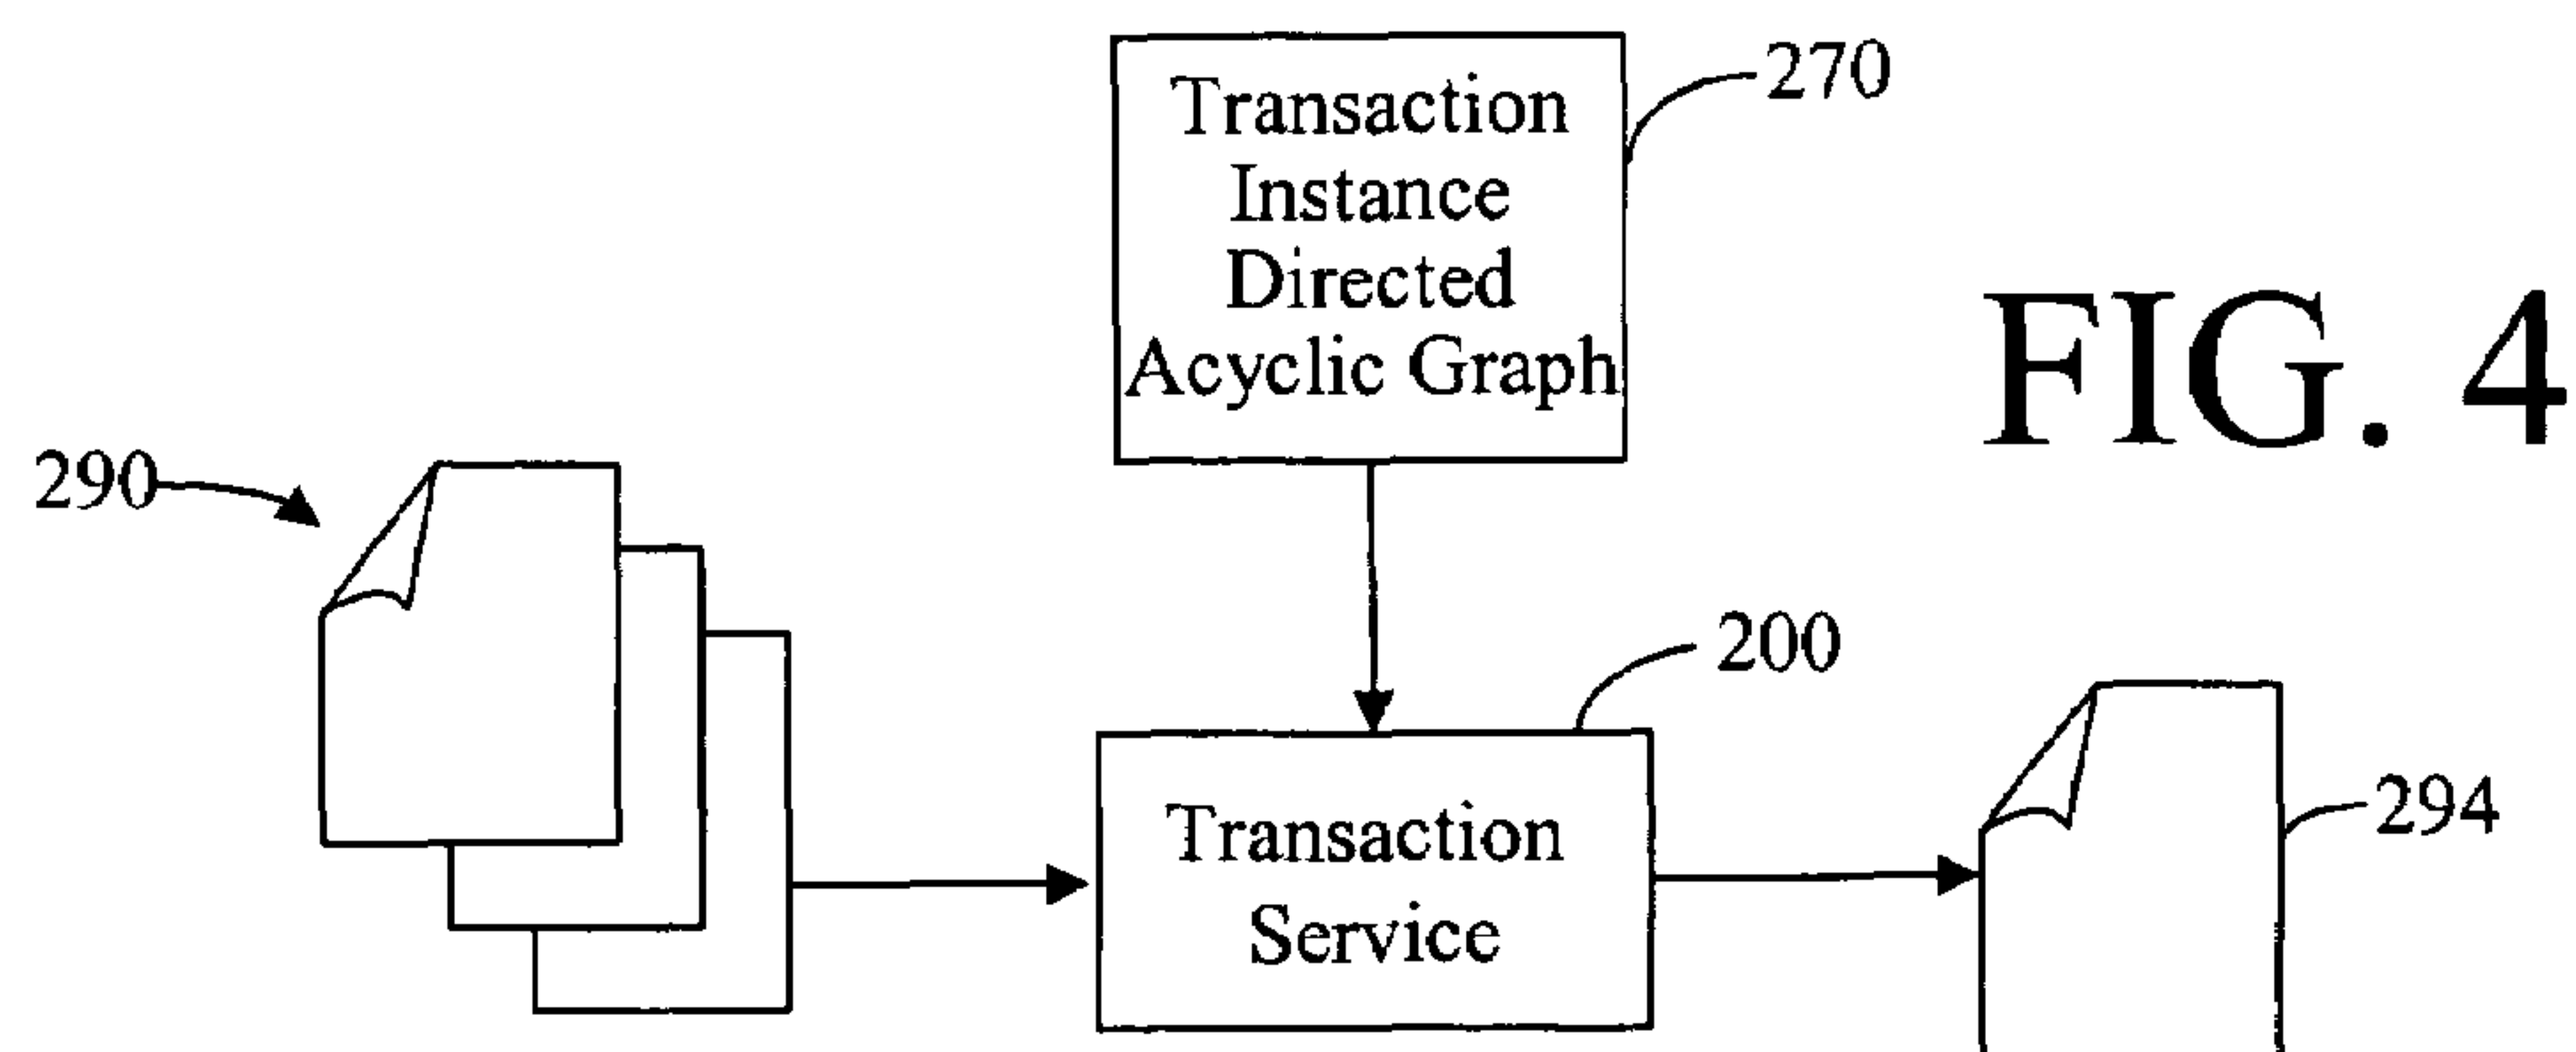 Transaction
Instance
Directed
Acyclic Graph
270
FIG. 4
290
200
Transaction
Service
294